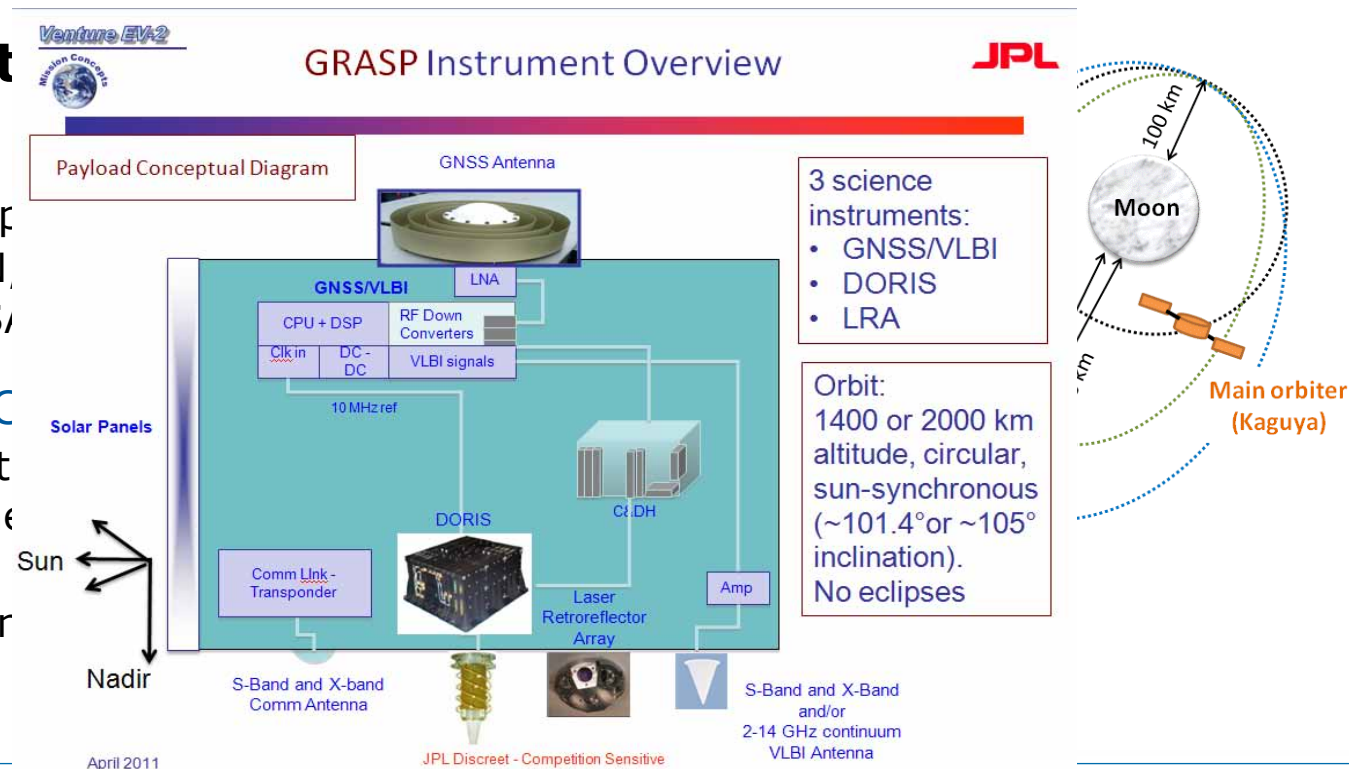 Venture EV-2
Mission Concepts
GRASP Instrument Overview
JPL
Payload Conceptual Diagram
GNSS Antenna
LNA
GNSS/VLBI
CPU + DSP
RF Down
Converters
Clk in
DC -
DC
VLBI signals
10 MHz ref
Solar Panels
C&DH
DORIS
Comm LInk -
Transponder
Laser
Retroreflector
Array
Amp
Sun
Nadir
S-Band and X-band
Comm Antenna
S-Band and X-Band
and/or
2-14 GHz continuum
VLBI Antenna
3 science
instruments:
• GNSS/VLBI
• DORIS
• LRA
Orbit:
1400 or 2000 km
altitude, circular,
sun-synchronous
(~101.4°or ~105°
inclination).
No eclipses
April 2011
JPL Discreet - Competition Sensitive
100 km
Moon
km
Main orbiter
(Kaguya)